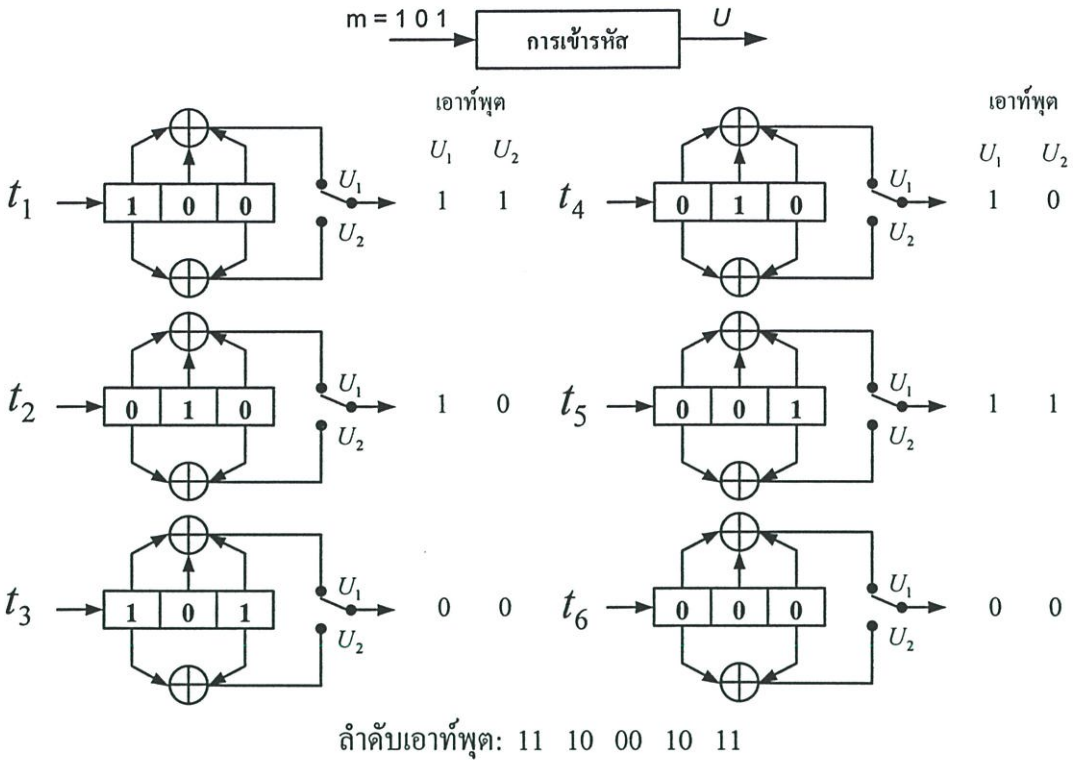 m = 1 0 1
การเข้ารหัส
U
เอาท์พุต
U₁ U₂
t₁
1 0 0
U₁
U₂
1 1
t₂
0 1 0
U₁
U₂
1 0
t₃
1 0 1
U₁
U₂
0 0
เอาท์พุต
U₁ U₂
t₄
0 1 0
U₁
U₂
1 0
t₅
0 0 1
U₁
U₂
1 1
t₆
0 0 0
U₁
U₂
0 0
ลำดับเอาท์พุต: 11 10 00 10 11